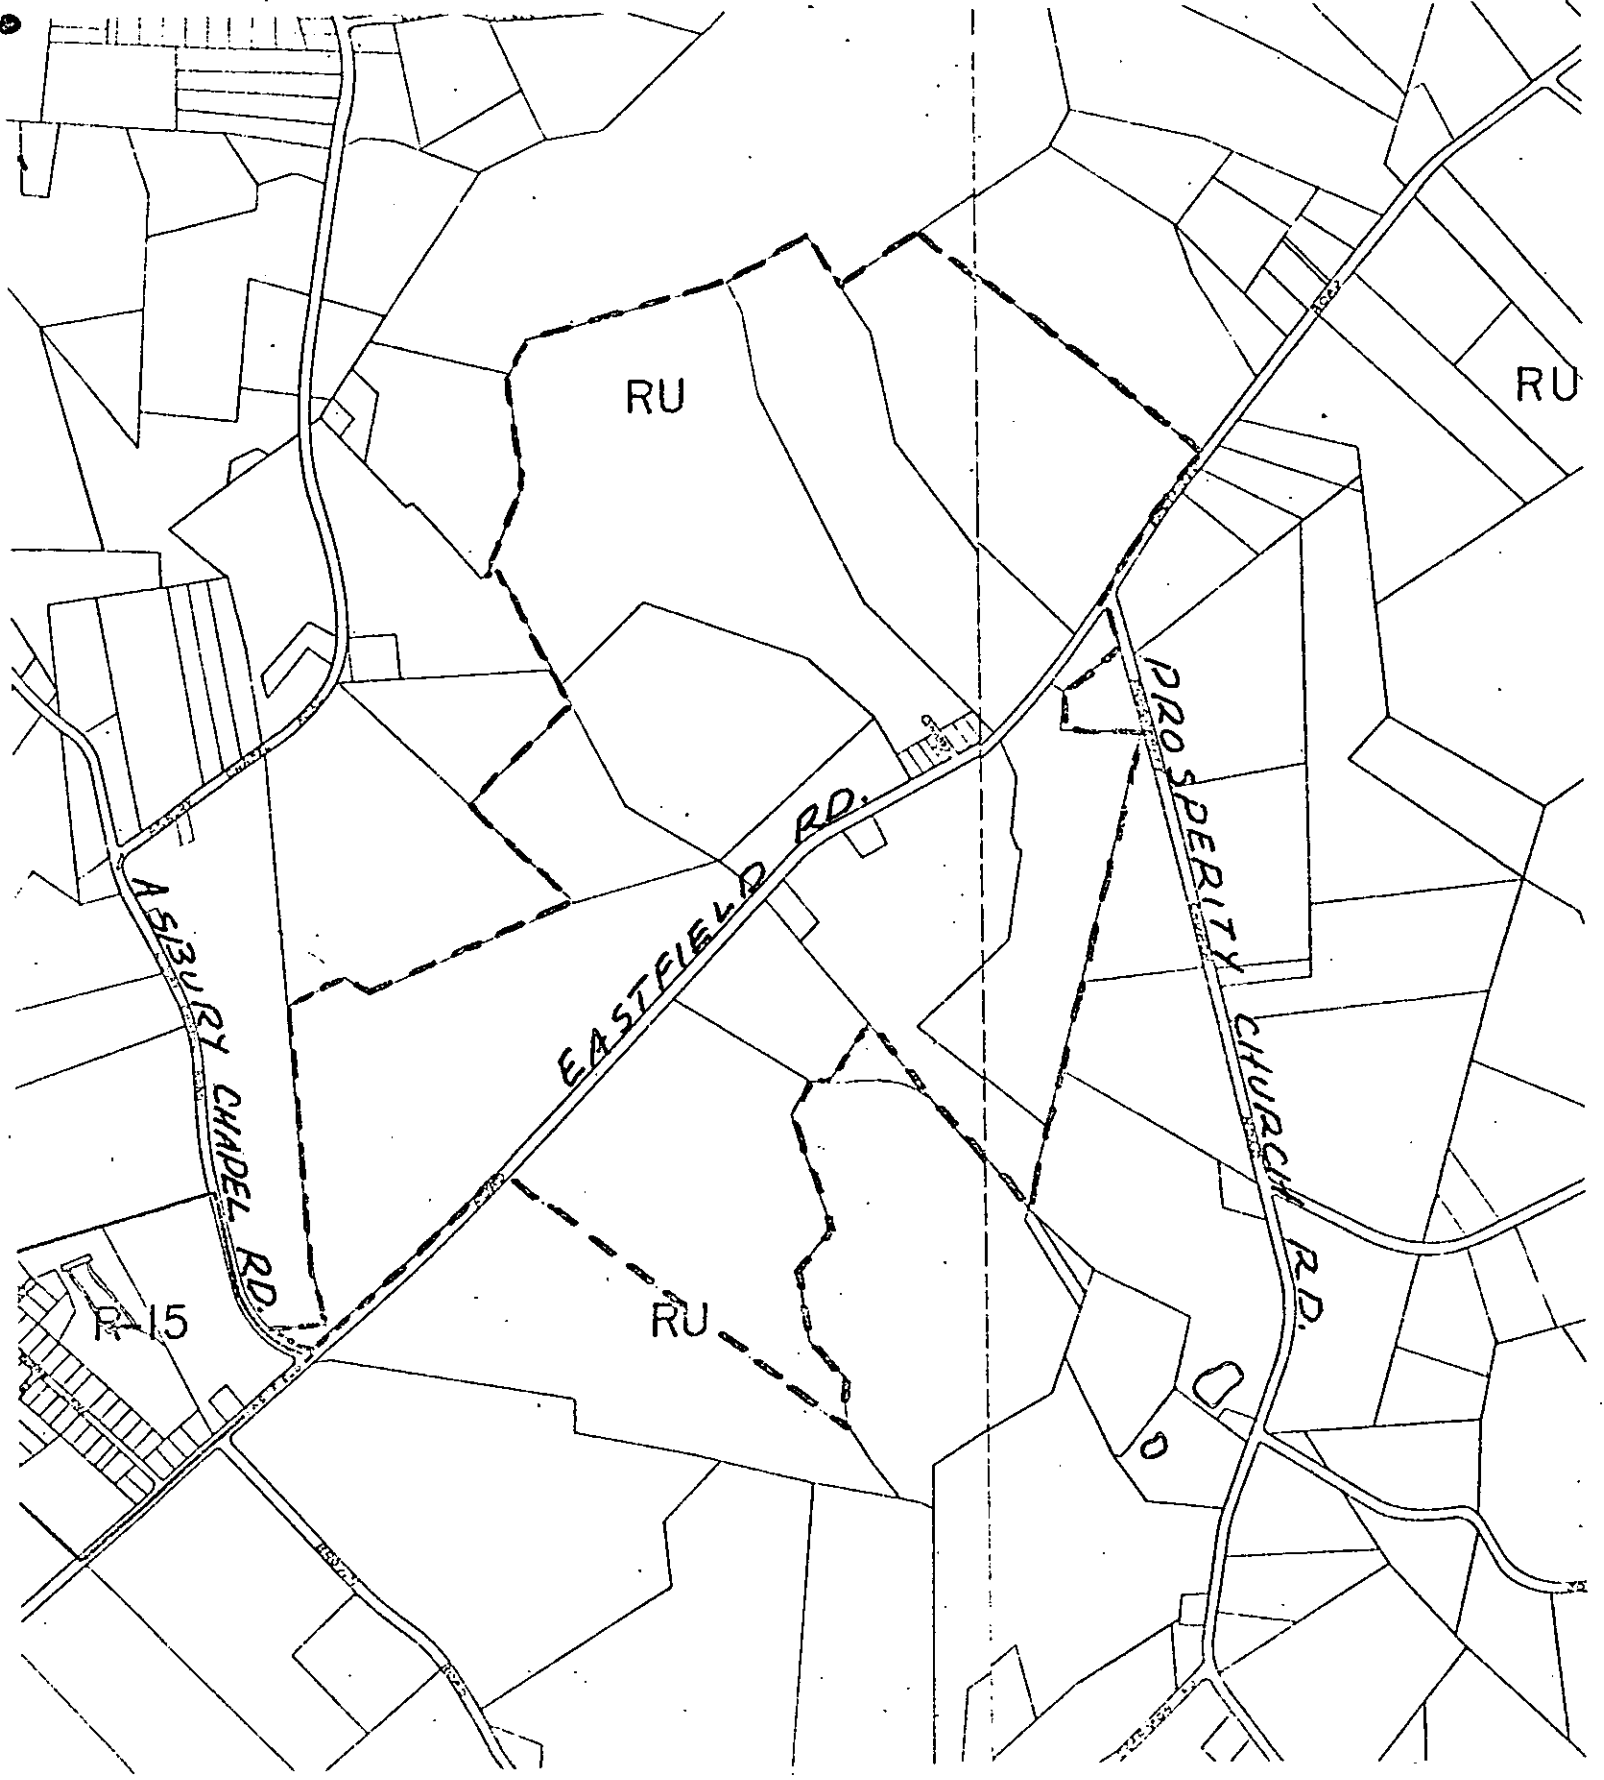 RU
RU
PROSPERITY CHURCH RD.
EASTFIELD RD.
ASBURY CHAPEL RD.
R-15
RU